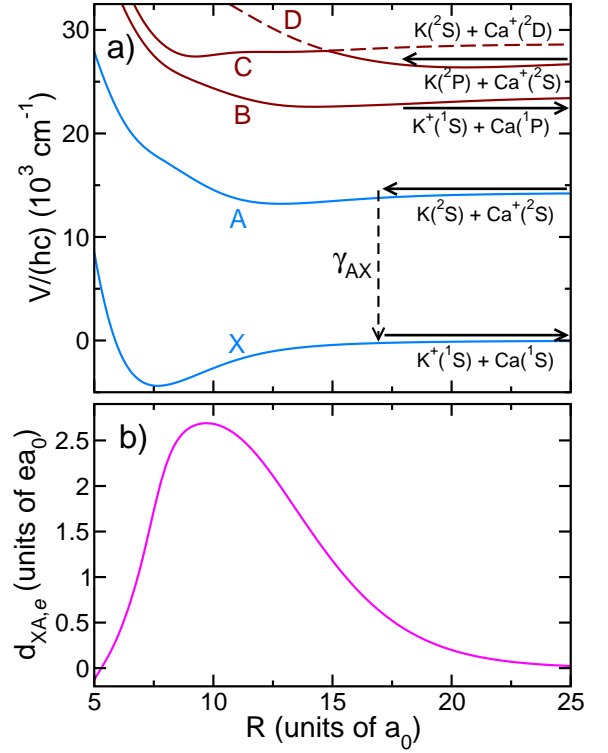 a)
D
K(²S) + Ca⁺(²D)
C
K(²P) + Ca⁺(²S)
B
K⁺(¹S) + Ca(¹P)
A
K(²S) + Ca⁺(²S)
γAX
X
K⁺(¹S) + Ca(¹S)
V/(hc) (10³ cm⁻¹)
30
20
10
0
b)
d_XA,e (units of ea₀)
2.5
2
1.5
1
0.5
0
5 10 15 20 25
R (units of a₀)